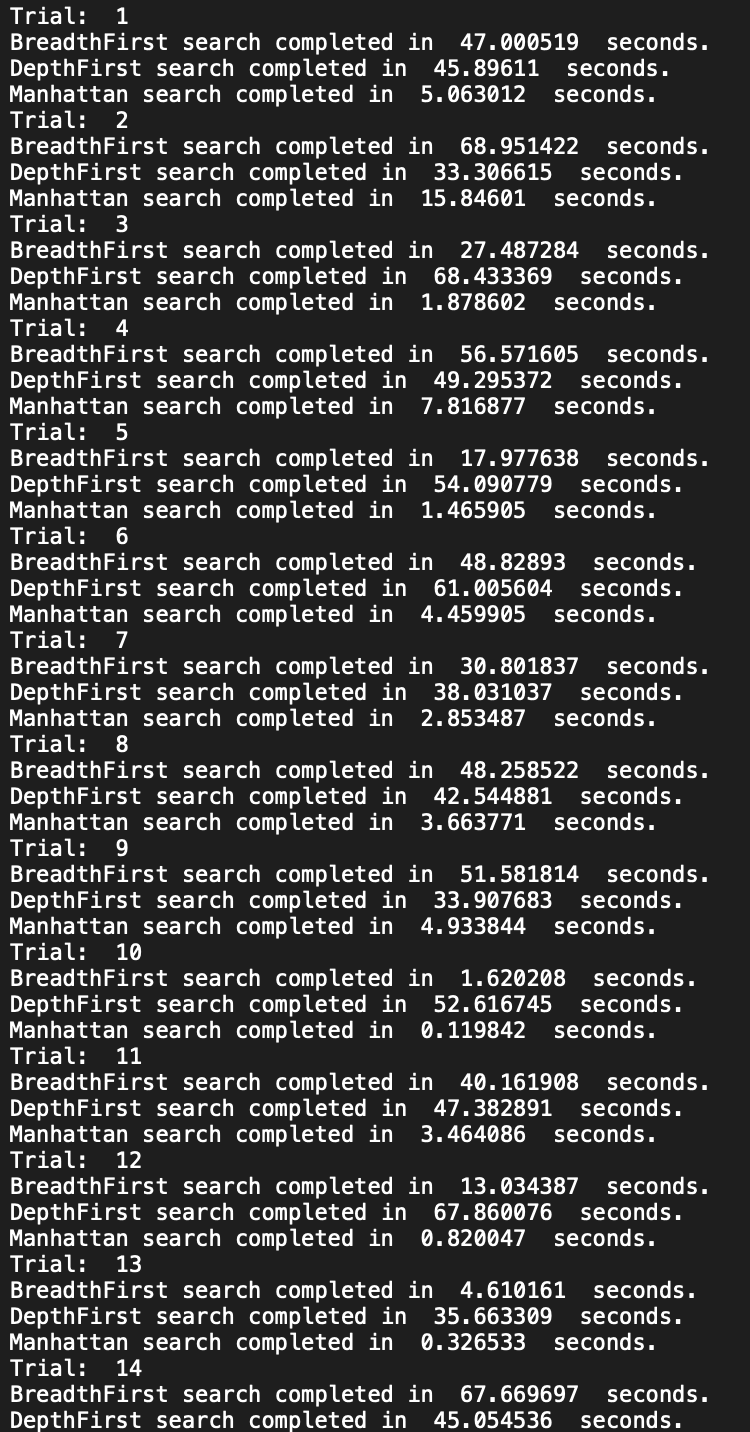 Trial:  1
BreadthFirst search completed in  47.000519  seconds.
DepthFirst search completed in  45.89611  seconds.
Manhattan search completed in  5.063012  seconds.
Trial:  2
BreadthFirst search completed in  68.951422  seconds.
DepthFirst search completed in  33.306615  seconds.
Manhattan search completed in  15.84601  seconds.
Trial:  3
BreadthFirst search completed in  27.487284  seconds.
DepthFirst search completed in  68.433369  seconds.
Manhattan search completed in  1.878602  seconds.
Trial:  4
BreadthFirst search completed in  56.571605  seconds.
DepthFirst search completed in  49.295372  seconds.
Manhattan search completed in  7.816877  seconds.
Trial:  5
BreadthFirst search completed in  17.977638  seconds.
DepthFirst search completed in  54.090779  seconds.
Manhattan search completed in  1.465905  seconds.
Trial:  6
BreadthFirst search completed in  48.82893  seconds.
DepthFirst search completed in  61.005604  seconds.
Manhattan search completed in  4.459905  seconds.
Trial:  7
BreadthFirst search completed in  30.801837  seconds.
DepthFirst search completed in  38.031037  seconds.
Manhattan search completed in  2.853487  seconds.
Trial:  8
BreadthFirst search completed in  48.258522  seconds.
DepthFirst search completed in  42.544881  seconds.
Manhattan search completed in  3.663771  seconds.
Trial:  9
BreadthFirst search completed in  51.581814  seconds.
DepthFirst search completed in  33.907683  seconds.
Manhattan search completed in  4.933844  seconds.
Trial:  10
BreadthFirst search completed in  1.620208  seconds.
DepthFirst search completed in  52.616745  seconds.
Manhattan search completed in  0.119842  seconds.
Trial:  11
BreadthFirst search completed in  40.161908  seconds.
DepthFirst search completed in  47.382891  seconds.
Manhattan search completed in  3.464086  seconds.
Trial:  12
BreadthFirst search completed in  13.034387  seconds.
DepthFirst search completed in  67.860076  seconds.
Manhattan search completed in  0.820047  seconds.
Trial:  13
BreadthFirst search completed in  4.610161  seconds.
DepthFirst search completed in  35.663309  seconds.
Manhattan search completed in  0.326533  seconds.
Trial:  14
BreadthFirst search completed in  67.669697  seconds.
DepthFirst search completed in  45.054536  seconds.